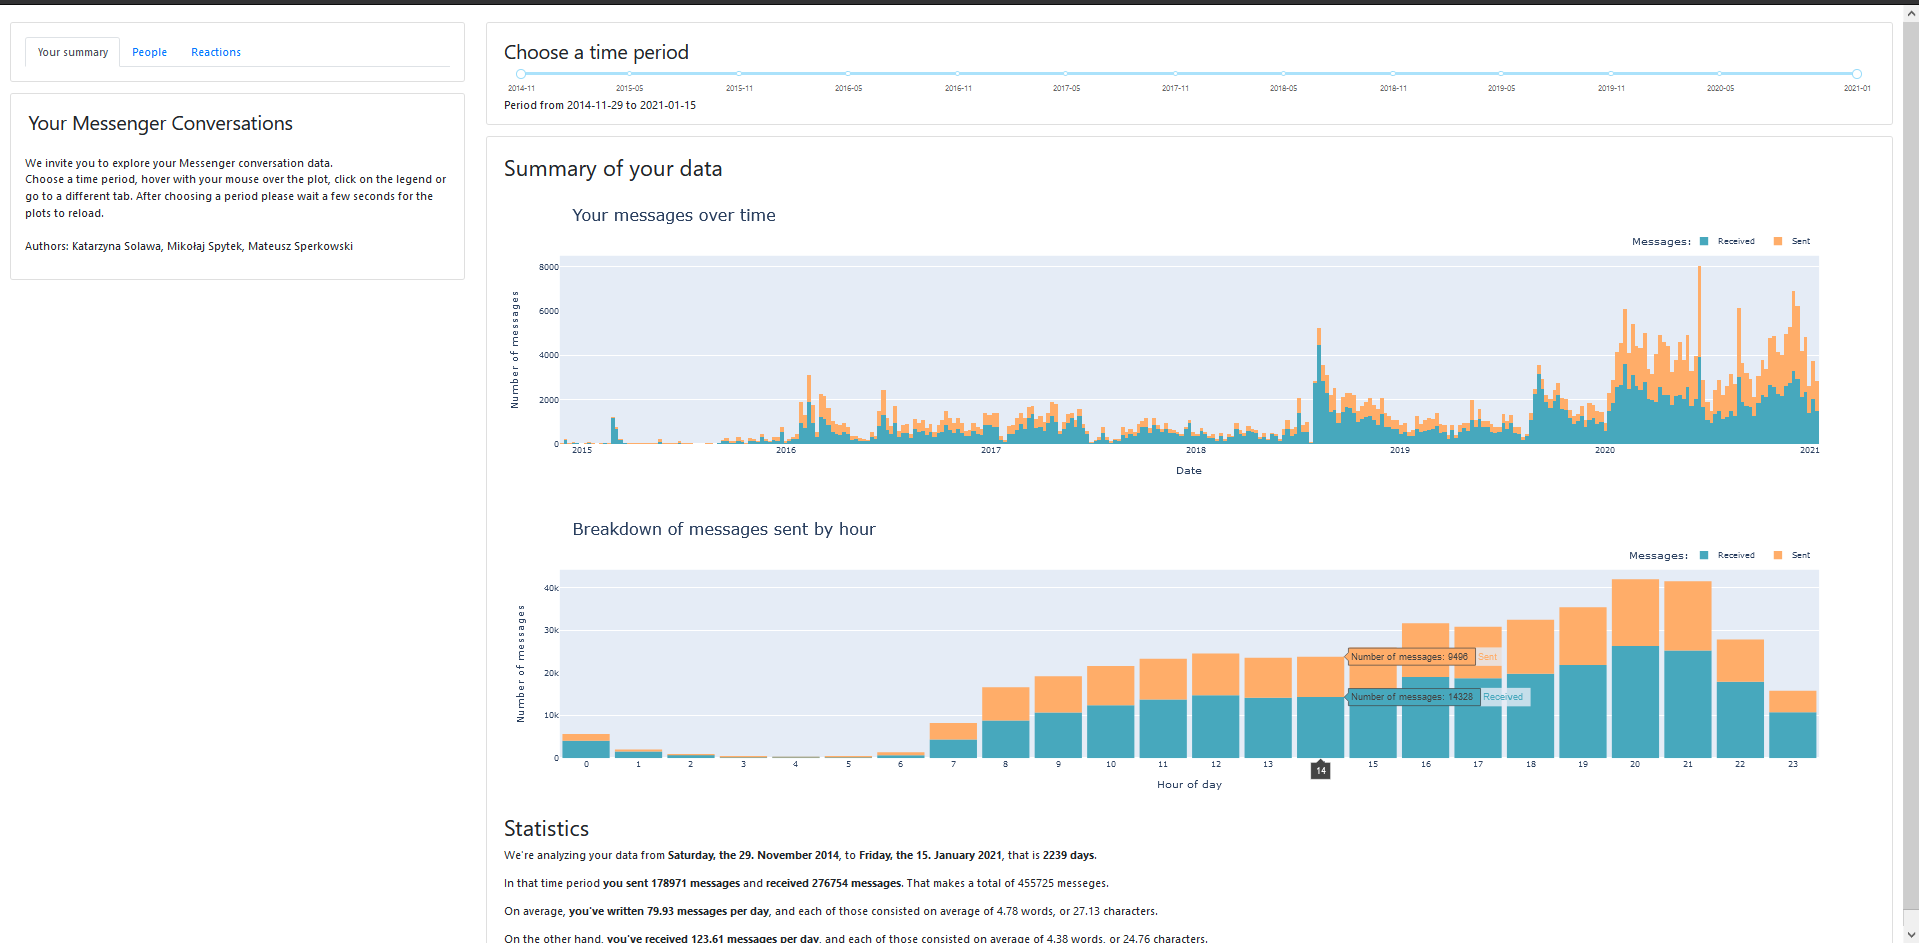 Your summary People Reactions
Your Messenger Conversations
We invite you to explore your Messenger conversation data.
Choose a time period, hover with your mouse over the plot, click on the legend or
go to a different tab. After choosing a period please wait a few seconds for the
plots to reload.
Authors: Katarzyna Solawa, Mikołaj Spytek, Mateusz Sperkowski
Choose a time period
2014-11 2015-05 2015-11 2016-05 2016-11 2017-05 2017-11 2018-05 2018-11 2019-05 2019-11 2020-05 2021-01
Period from 2014-11-29 to 2021-01-15
Summary of your data
Your messages over time
Messages: Received Sent
Number of messages
8000
6000
4000
2000
0
2015 2016 2017 2018 2019 2020 2021
Date
Breakdown of messages sent by hour
Messages: Received Sent
Number of messages
40k
30k
20k
10k
0
Number of messages: 9496 Sent
Number of messages: 14328 Received
0 1 2 3 4 5 6 7 8 9 10 11 12 13 14 15 16 17 18 19 20 21 22 23
Hour of day
Statistics
We're analyzing your data from Saturday, the 29. November 2014, to Friday, the 15. January 2021, that is 2239 days.
In that time period you sent 178971 messages and received 276754 messages. That makes a total of 455725 messeges.
On average, you've written 79.93 messages per day, and each of those consisted on average of 4.78 words, or 27.13 characters.
On the other hand, you've received 123.61 messages per day, and each of those consisted on average of 4.38 words, or 24.76 characters.